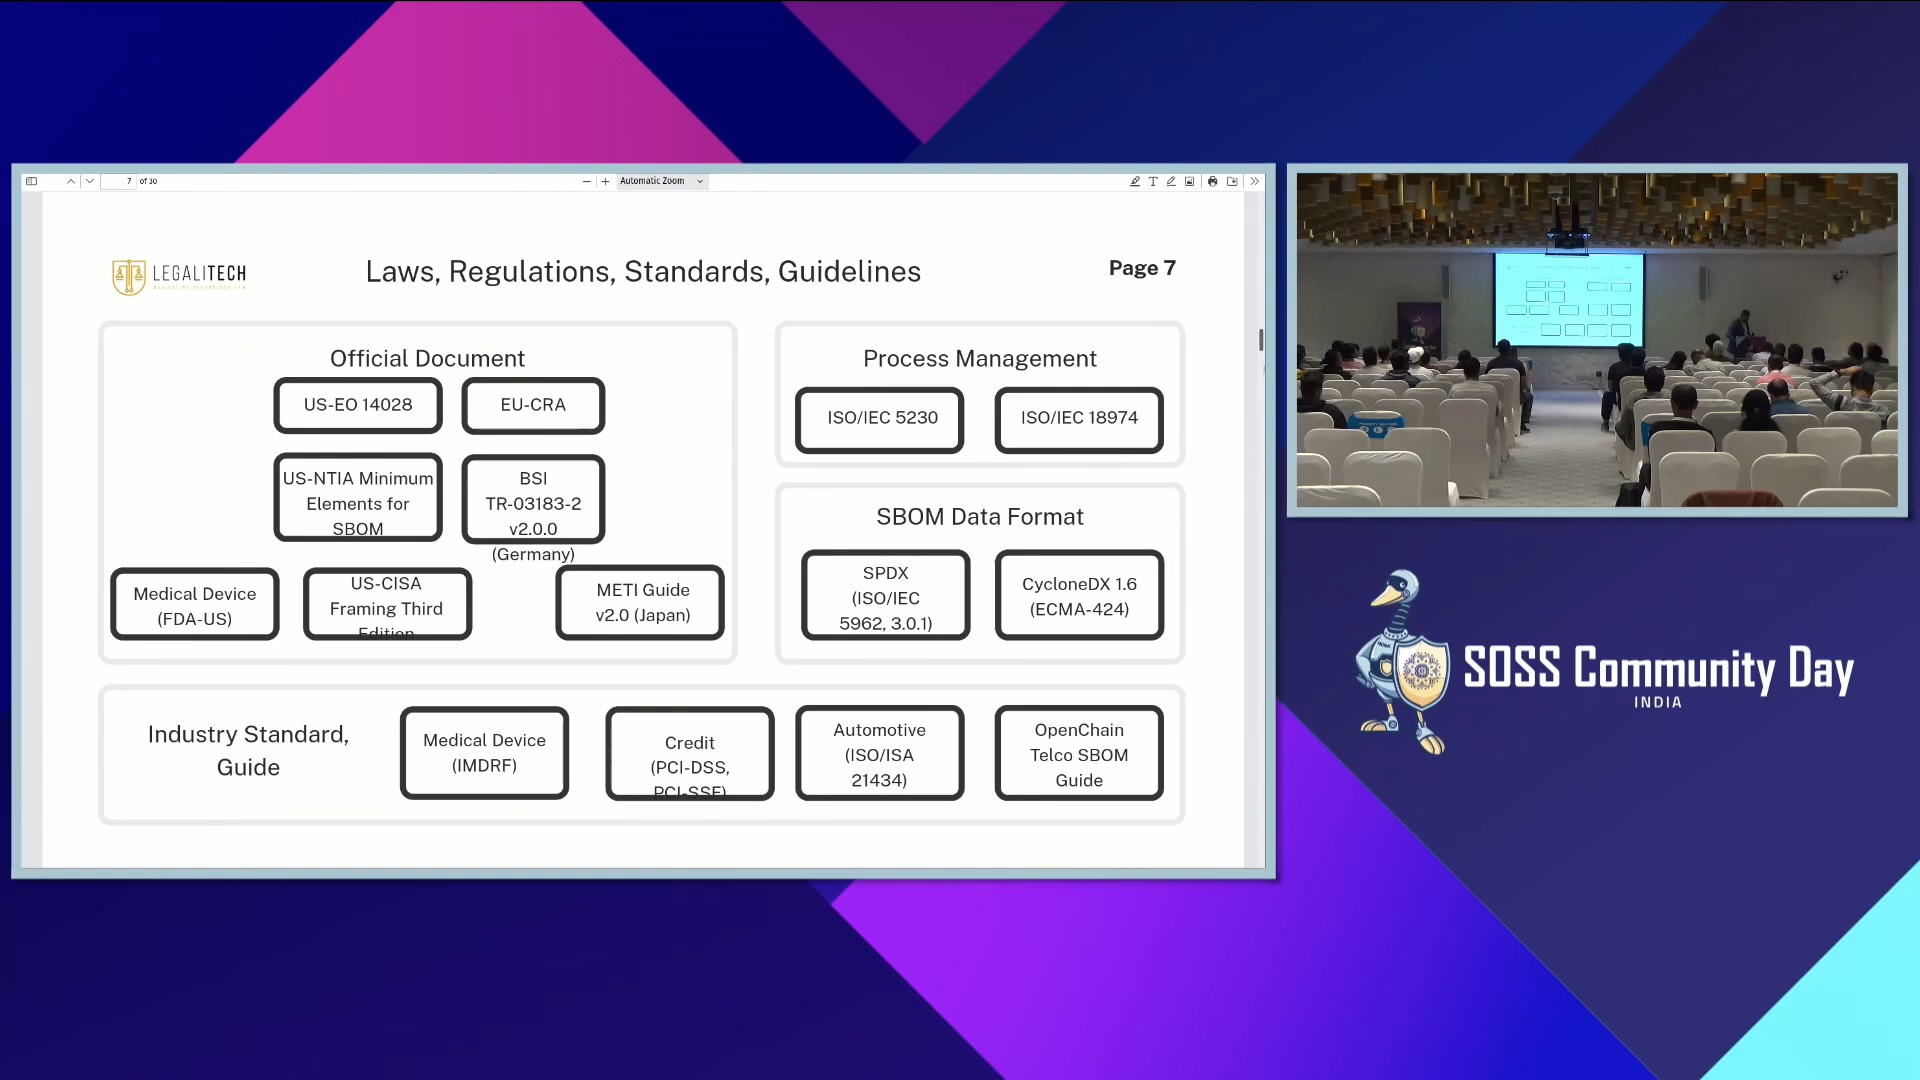 7 of 30
Automatic Zoom
LEGALITECH
Laws, Regulations, Standards, Guidelines
Page 7
Official Document
US-EO 14028
EU-CRA
US-NTIA Minimum
Elements for
SBOM
BSI
TR-03183-2
v2.0.0
(Germany)
Medical Device
(FDA-US)
US-CISA
Framing Third
Edition
METI Guide
v2.0 (Japan)
Process Management
ISO/IEC 5230
ISO/IEC 18974
SBOM Data Format
SPDX
(ISO/IEC
5962, 3.0.1)
CycloneDX 1.6
(ECMA-424)
Industry Standard,
Guide
Medical Device
(IMDRF)
Credit
(PCI-DSS,
PCI-SSF)
Automotive
(ISO/ISA
21434)
OpenChain
Telco SBOM
Guide
SOSS Community Day
INDIA